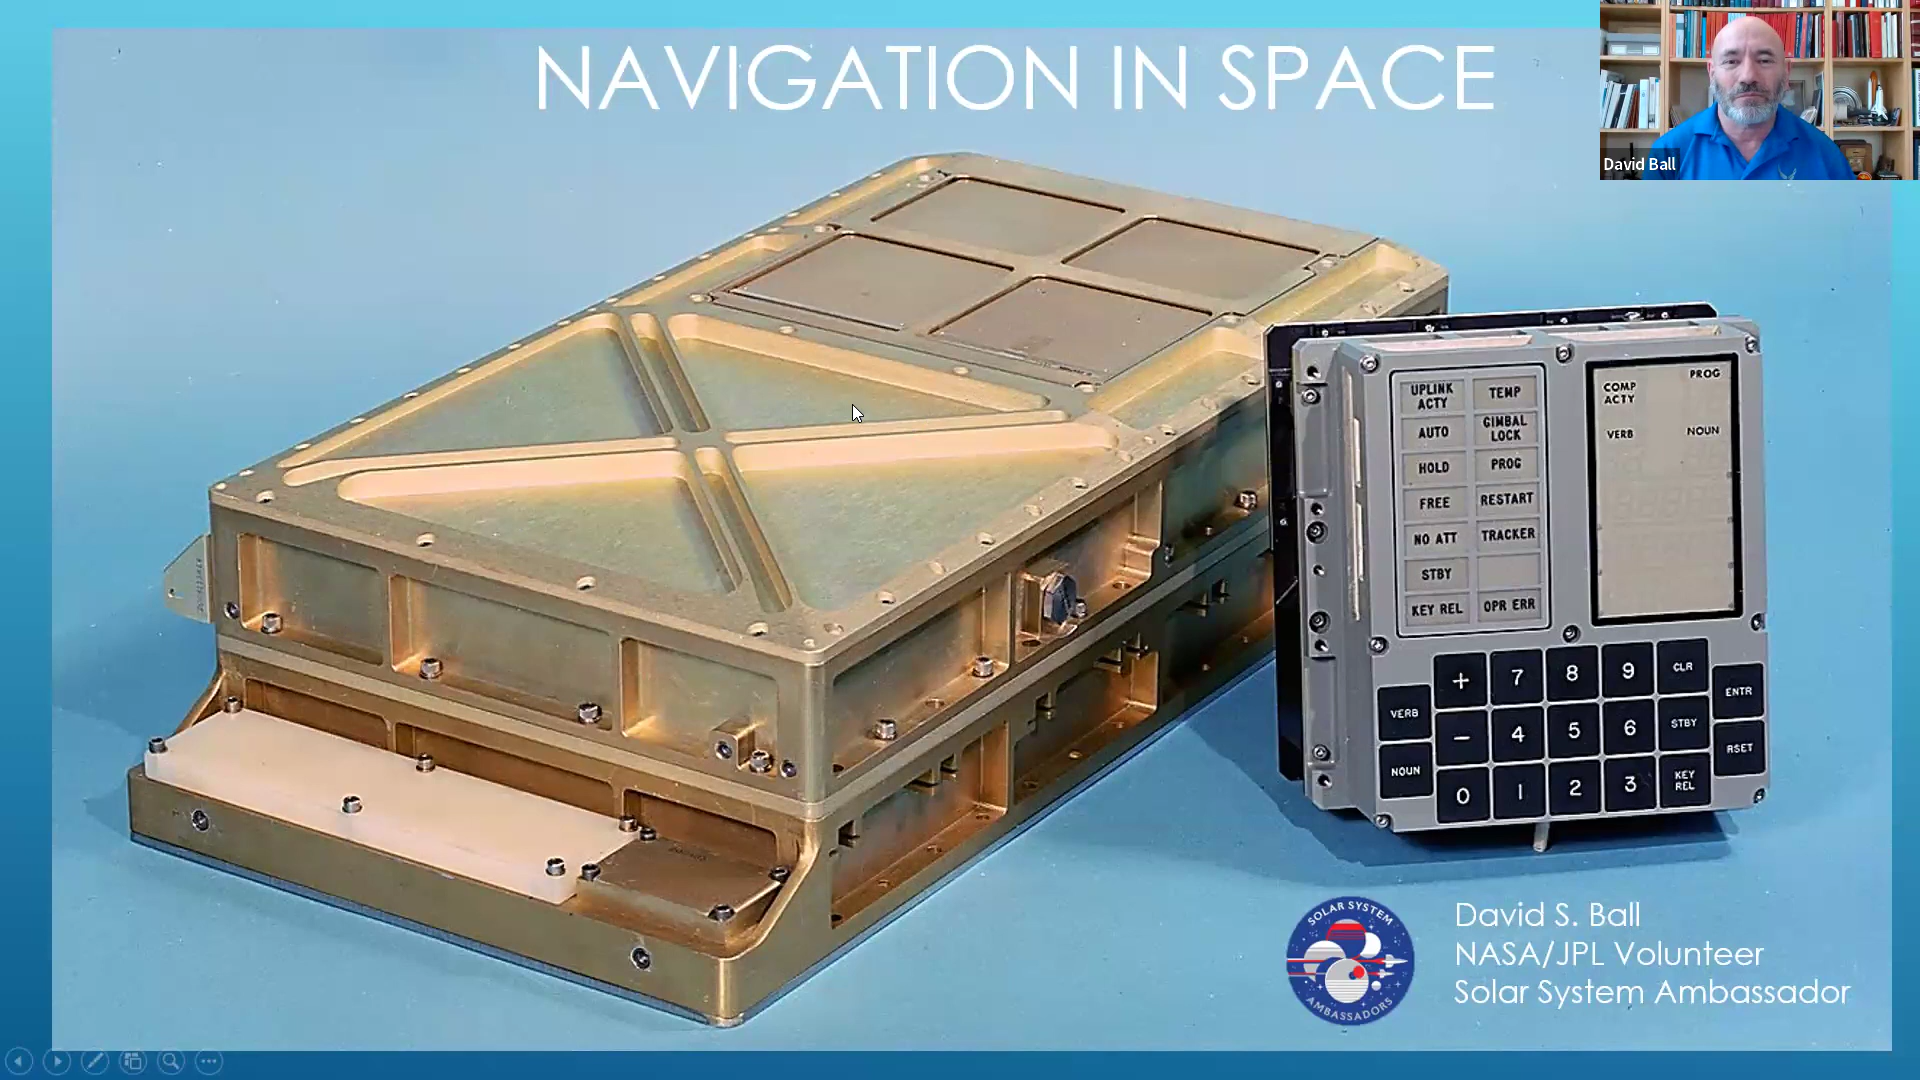 NAVIGATION IN SPACE
David Ball
UPLINK
ACTY
TEMP
AUTO
GIMBAL
LOCK
HOLD
PROG
FREE
RESTART
NO ATT
TRACKER
STBY
KEY REL
OPR ERR
COMP
ACTY
PROG
VERB
NOUN
VERB
NOUN
+
7
8
9
CLR
ENTR
−
4
5
6
STBY
RSET
0
1
2
3
KEY
REL
SOLAR SYSTEM
AMBASSADORS
David S. Ball
NASA/JPL Volunteer
Solar System Ambassador